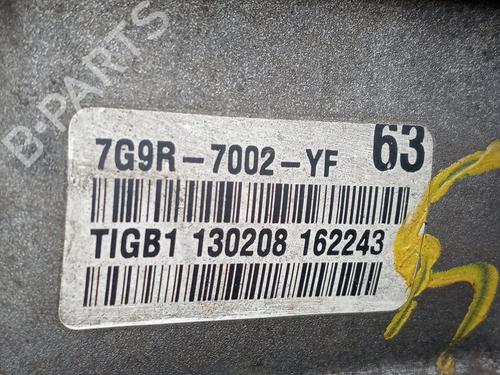 B-PARTS
63
7G9R-7002-YF
TIGB1 130208 162243